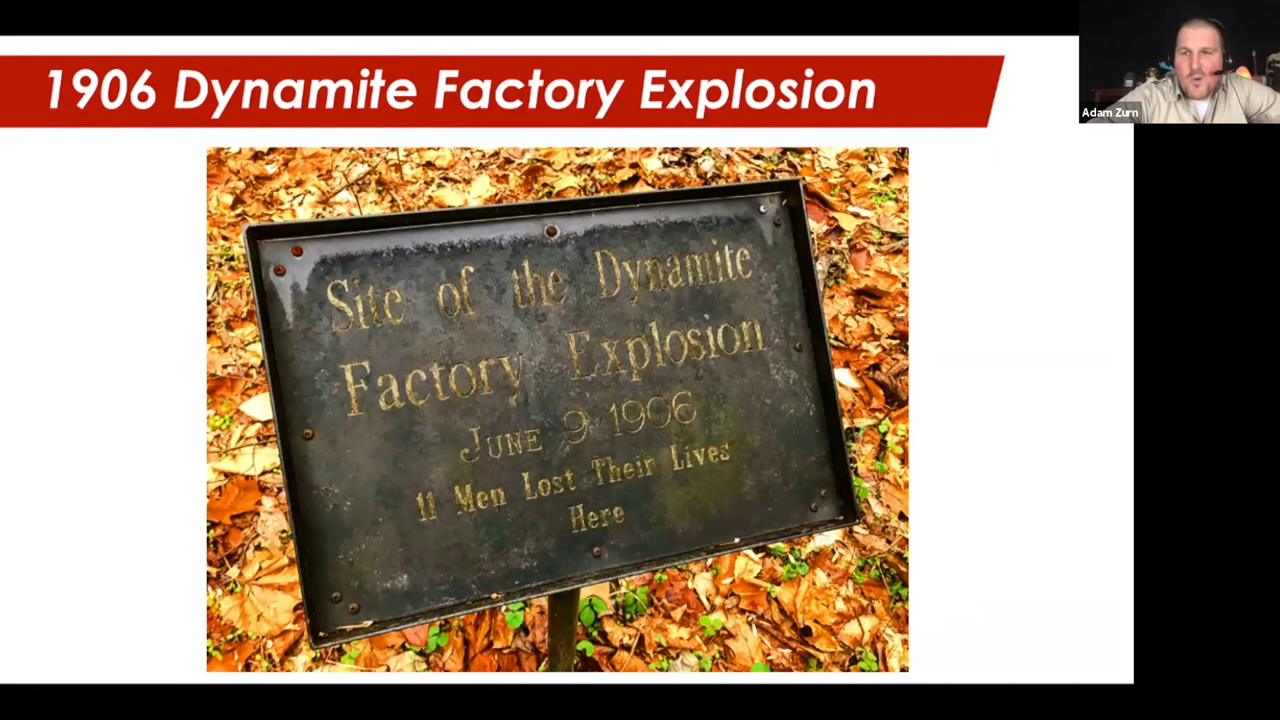 1906 Dynamite Factory Explosion
Adam Zurn
Site of the Dynamite
Factory Explosion
June 9 1906
11 Men Lost Their Lives
Here